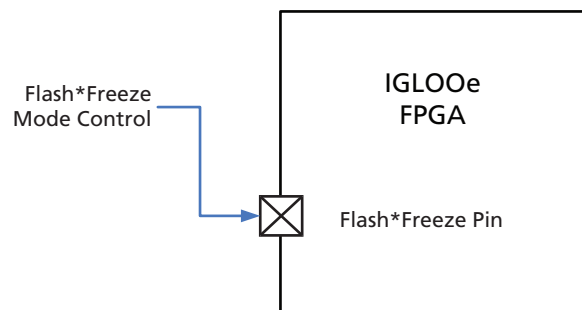 IGLOOe
FPGA
Flash*Freeze
Mode Control
Flash*Freeze Pin